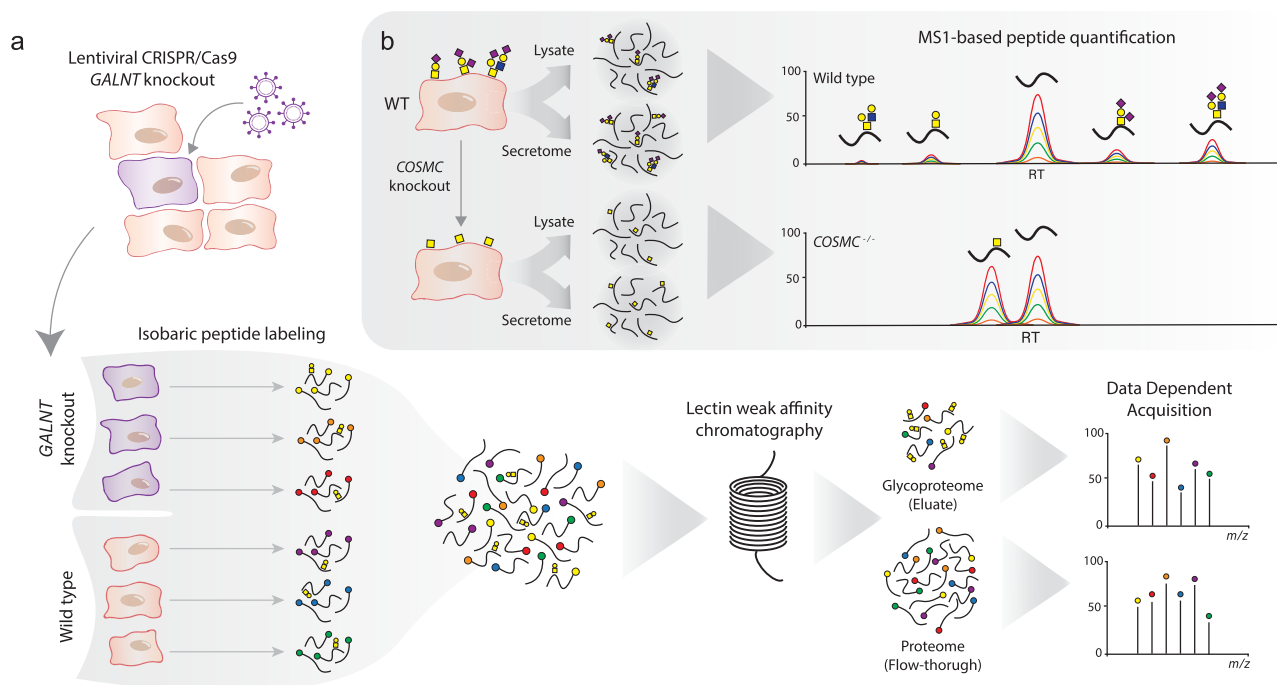 a
Lentiviral CRISPR/Cas9
GALNT knockout
b
WT
COSMC
knockout
Lysate
Secretome
Lysate
Secretome
MS1-based peptide quantification
100
50
0
Wild type
RT
100
50
0
COSMC -/-
RT
Isobaric peptide labeling
GALNT
knockout
Wild type
Lectin weak affinity
chromatography
Glycoproteome
(Eluate)
Proteome
(Flow-thorugh)
Data Dependent
Acquisition
100
50
0
m/z
100
50
0
m/z